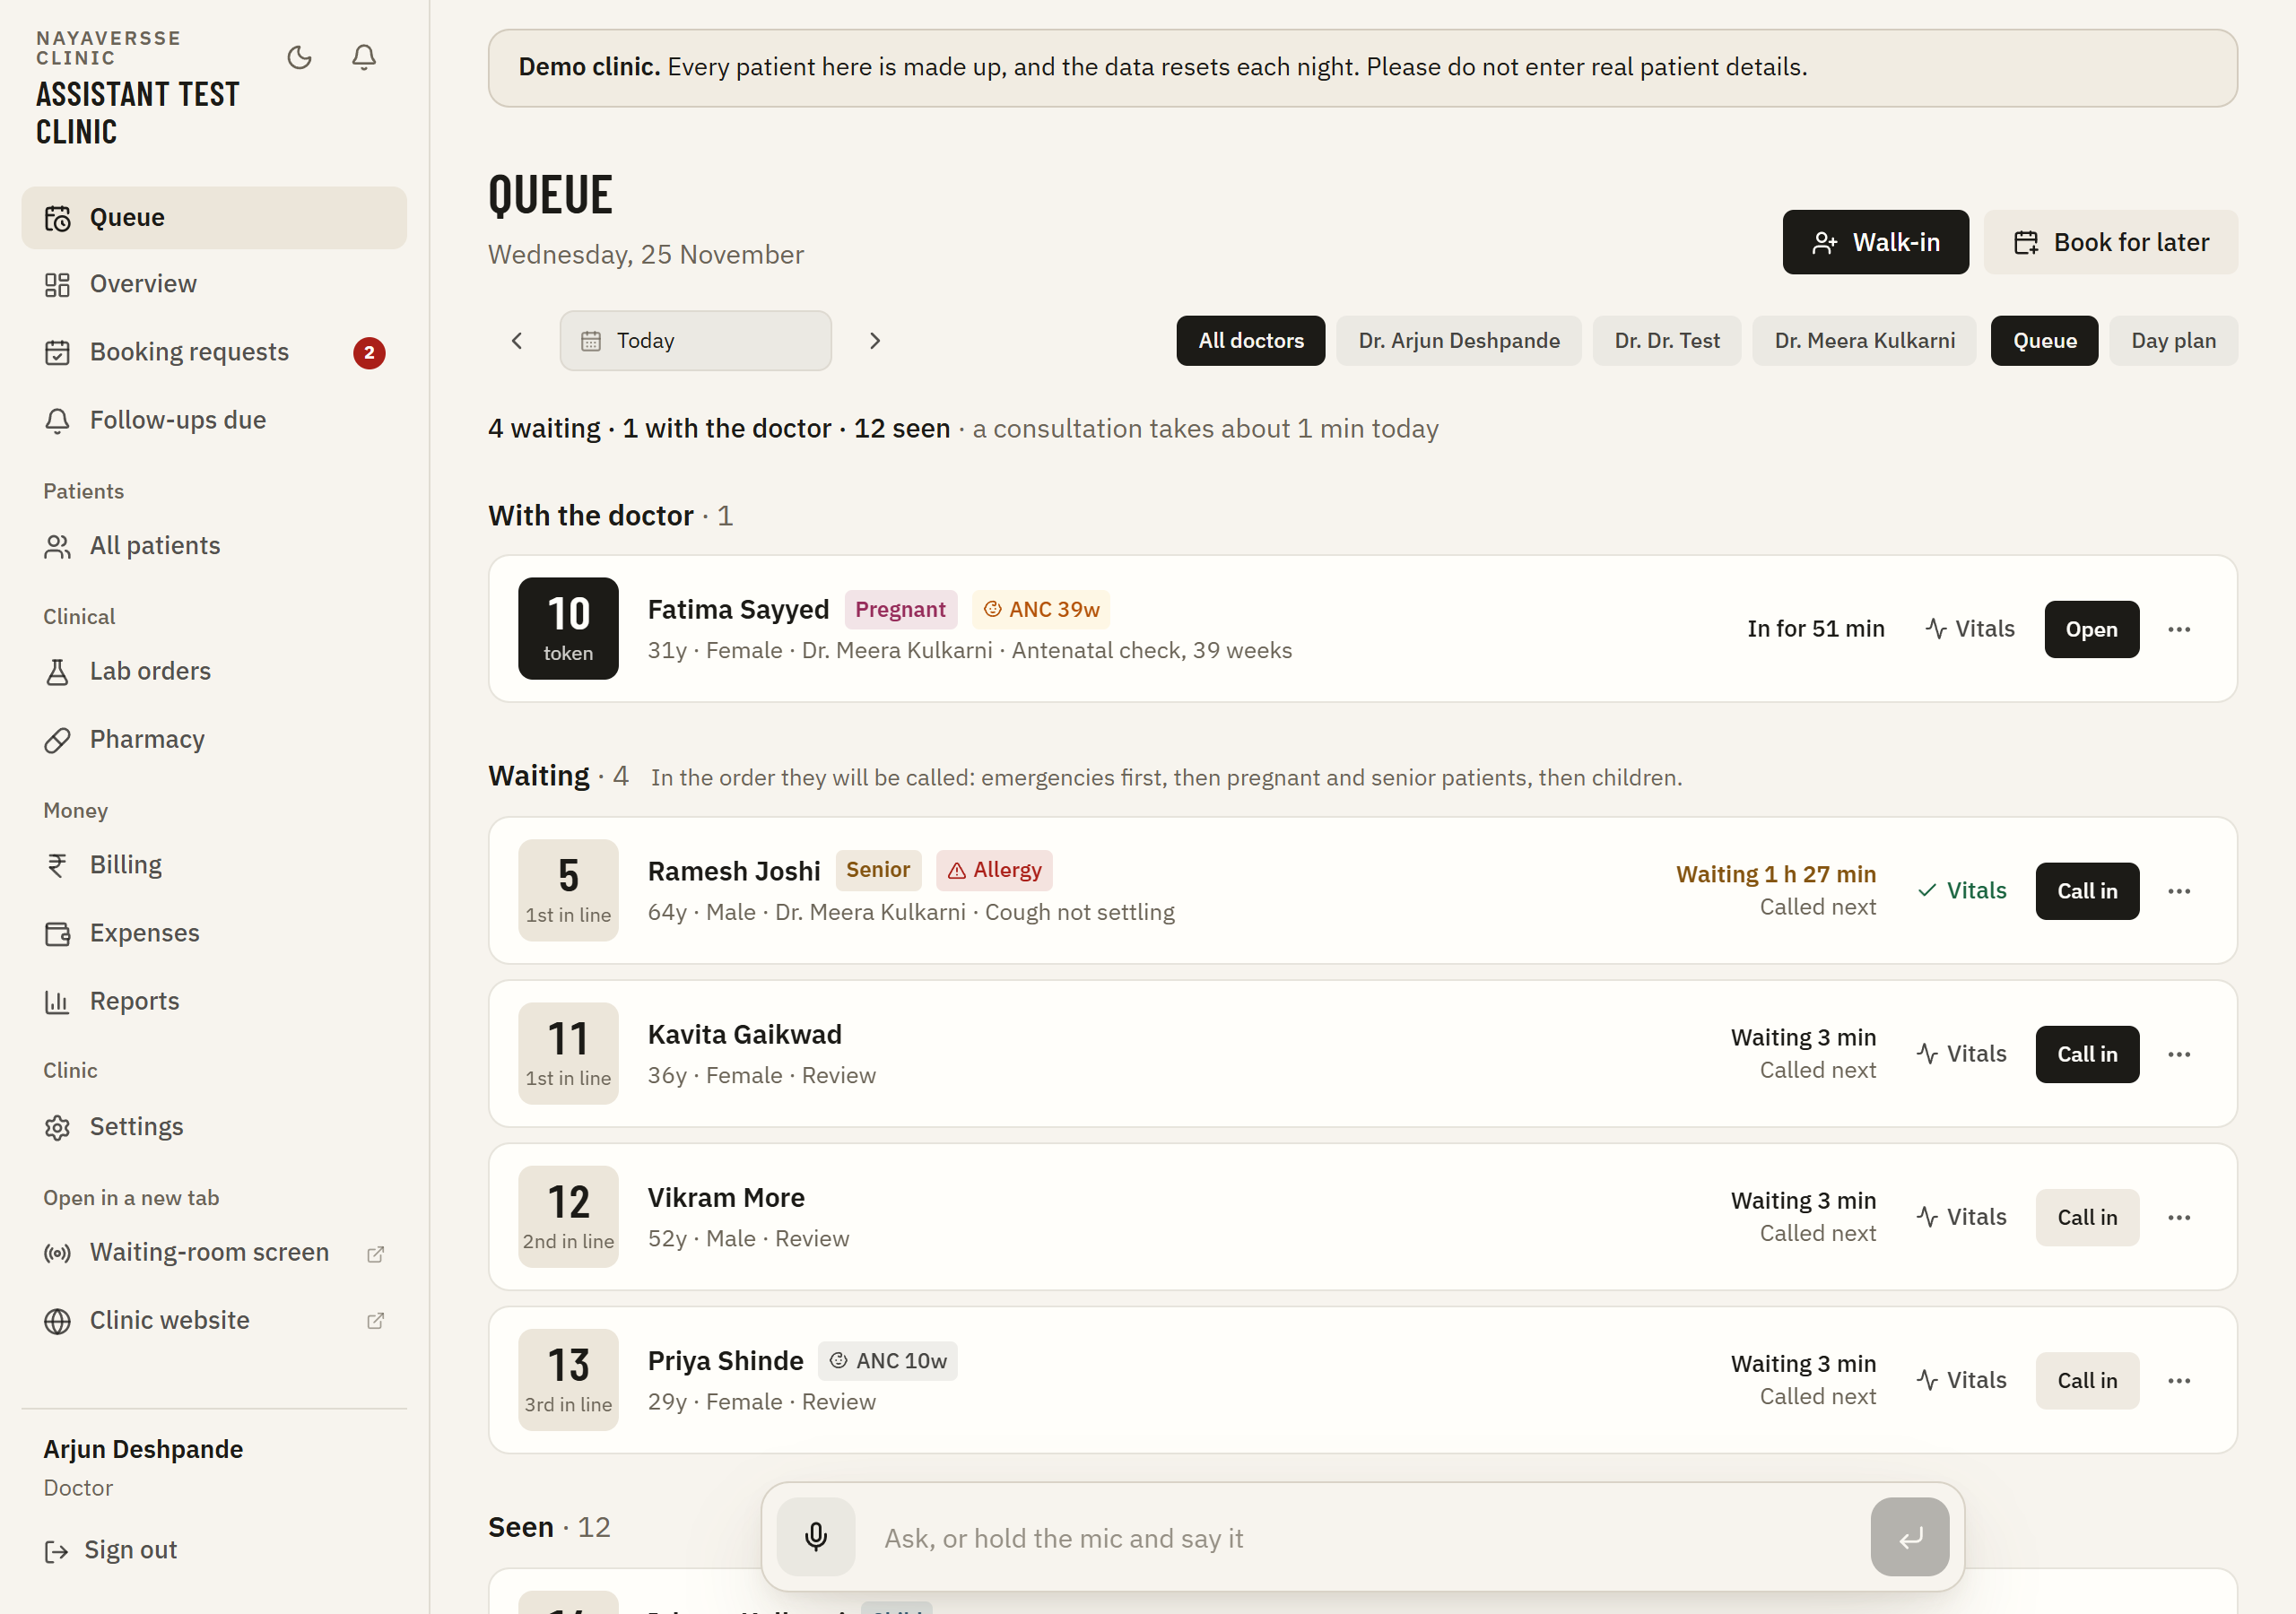 NAYAVERSSE
CLINIC
ASSISTANT TEST
CLINIC
Queue
Overview
Booking requests 2
Follow-ups due
Patients
All patients
Clinical
Lab orders
Pharmacy
Money
Billing
Expenses
Reports
Clinic
Settings
Open in a new tab
Waiting-room screen
Clinic website
Arjun Deshpande
Doctor
Sign out
Demo clinic. Every patient here is made up, and the data resets each night. Please do not enter real patient details.
QUEUE
Wednesday, 25 November
Walk-in Book for later
Today
All doctors Dr. Arjun Deshpande Dr. Dr. Test Dr. Meera Kulkarni Queue Day plan
4 waiting · 1 with the doctor · 12 seen · a consultation takes about 1 min today
With the doctor · 1
10
token
Fatima Sayyed Pregnant ANC 39w
31y · Female · Dr. Meera Kulkarni · Antenatal check, 39 weeks
In for 51 min Vitals Open
Waiting · 4 In the order they will be called: emergencies first, then pregnant and senior patients, then children.
5
1st in line
Ramesh Joshi Senior Allergy
64y · Male · Dr. Meera Kulkarni · Cough not settling
Waiting 1 h 27 min
Called next
Vitals Call in
11
1st in line
Kavita Gaikwad
36y · Female · Review
Waiting 3 min
Called next
Vitals Call in
12
2nd in line
Vikram More
52y · Male · Review
Waiting 3 min
Called next
Vitals Call in
13
3rd in line
Priya Shinde ANC 10w
29y · Female · Review
Waiting 3 min
Called next
Vitals Call in
Seen · 12
Ask, or hold the mic and say it